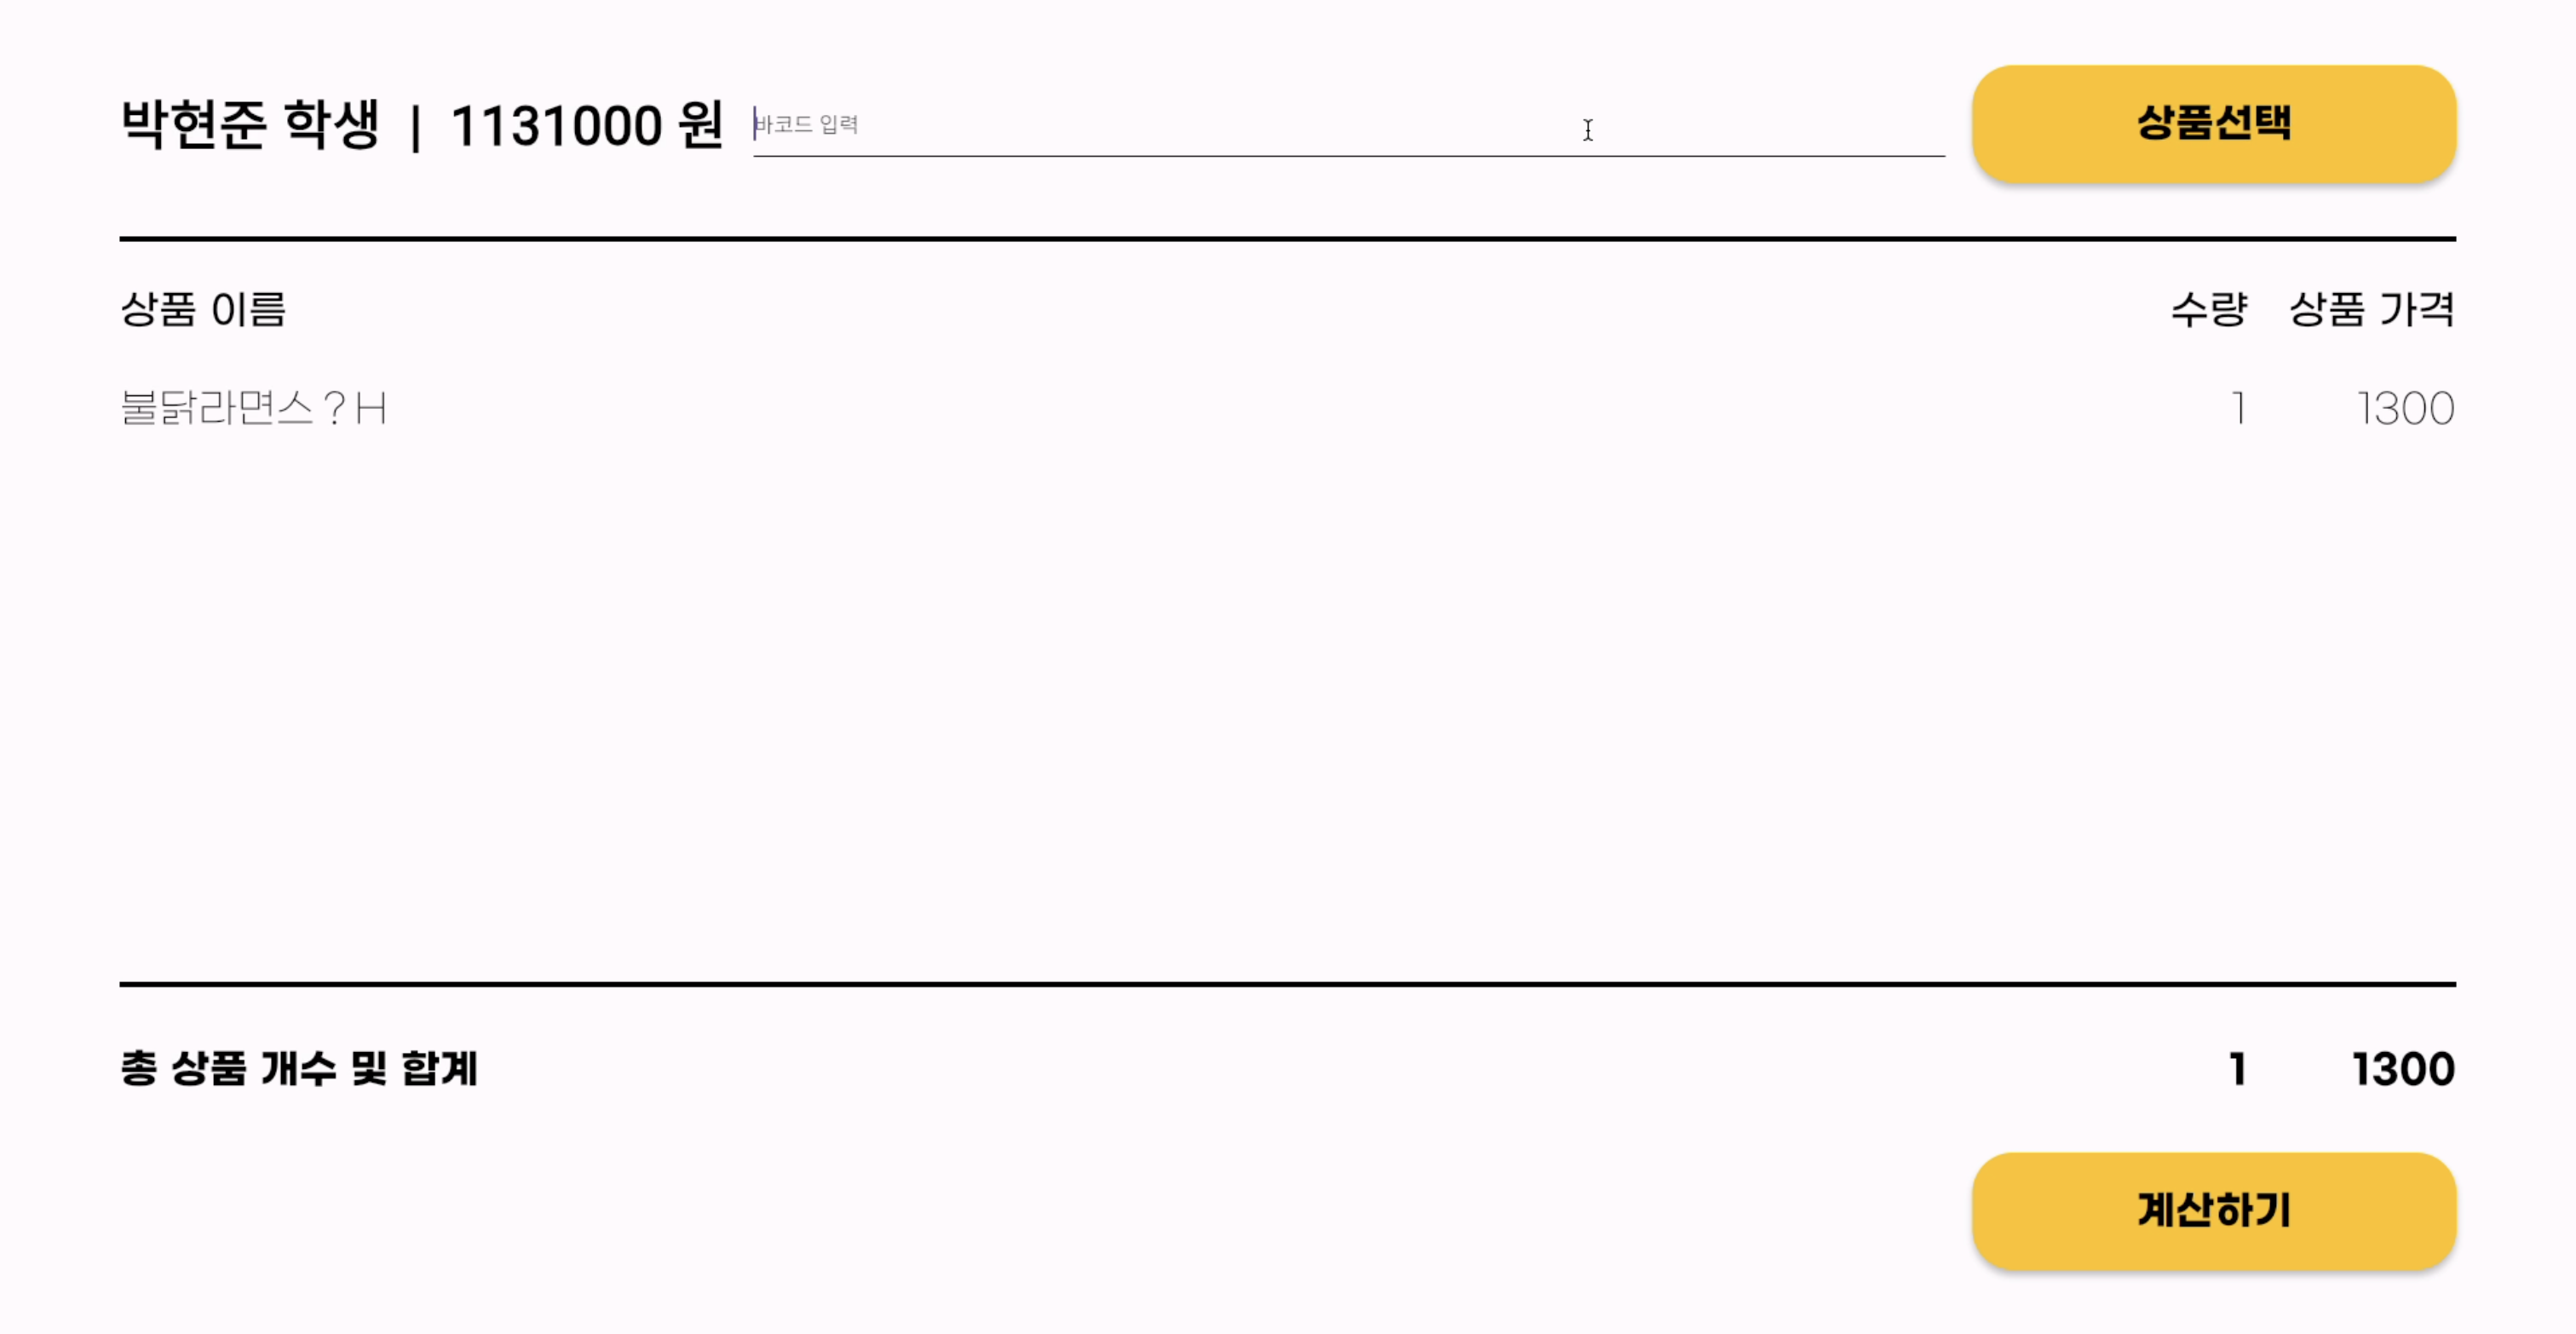 박현준 학생 | 1131000 원 바코드 입력 상품선택
상품 이름 수량 상품 가격
불닭라면스?H 1 1300
총 상품 개수 및 합계 1 1300
계산하기